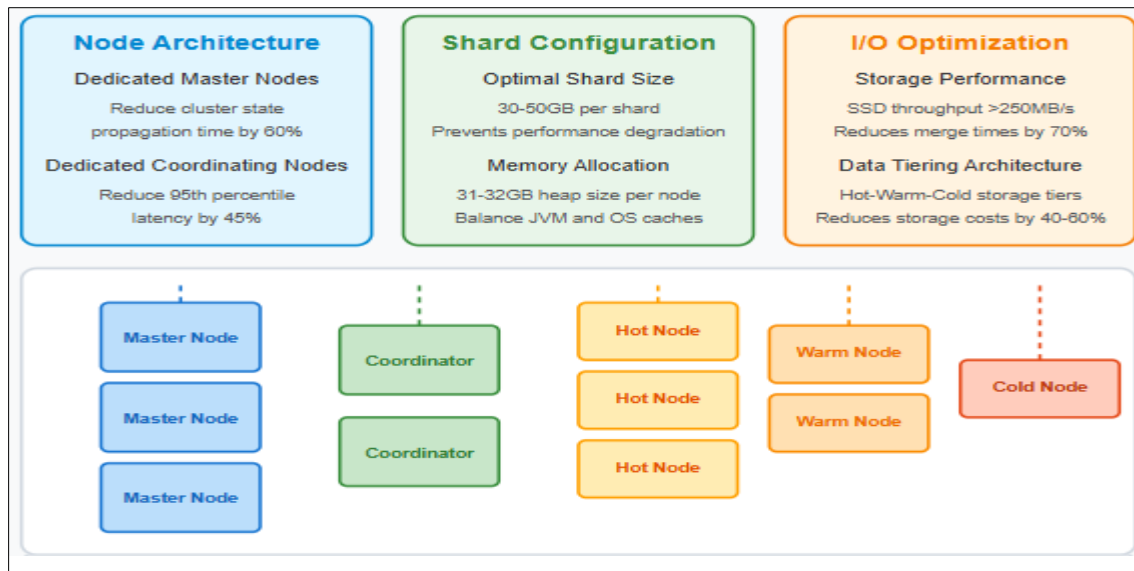 Node Architecture
Dedicated Master Nodes
Reduce cluster state
propagation time by 60%
Dedicated Coordinating Nodes
Reduce 95th percentile
latency by 45%
Shard Configuration
Optimal Shard Size
30-50GB per shard
Prevents performance degradation
Memory Allocation
31-32GB heap size per node
Balance JVM and OS caches
I/O Optimization
Storage Performance
SSD throughput >250MB/s
Reduces merge times by 70%
Data Tiering Architecture
Hot-Warm-Cold storage tiers
Reduces storage costs by 40-60%
Master Node
Master Node
Master Node
Coordinator
Coordinator
Hot Node
Hot Node
Hot Node
Warm Node
Warm Node
Cold Node